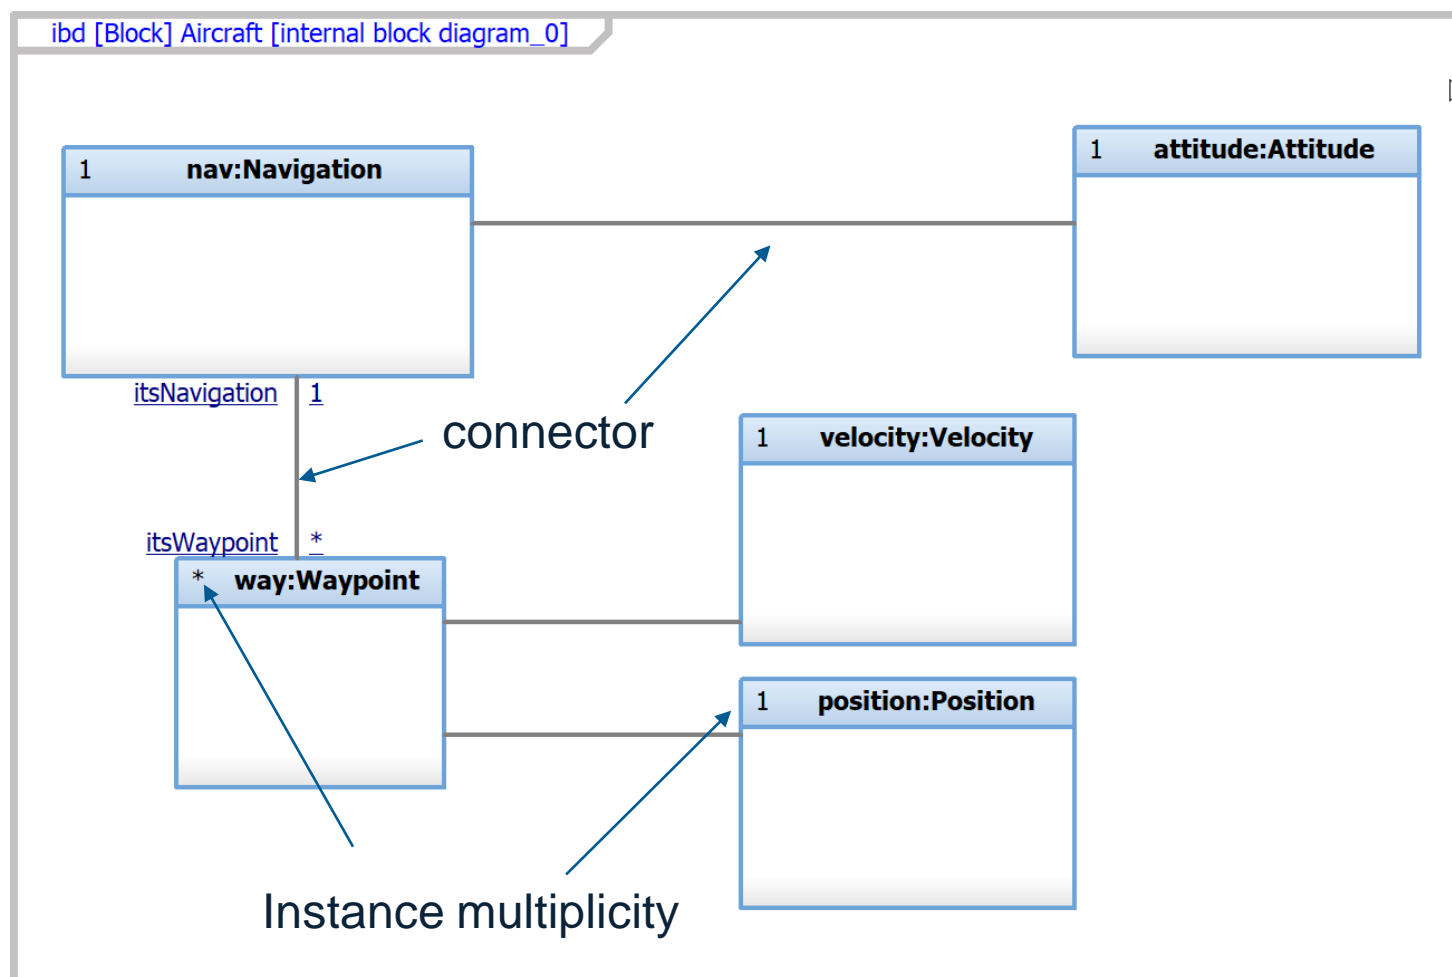 ibd [Block] Aircraft [internal block diagram_0]
1 attitude:Attitude
1 nav:Navigation
itsNavigation 1
connector
1 velocity:Velocity
itsWaypoint *
* way:Waypoint
1 position:Position
Instance multiplicity